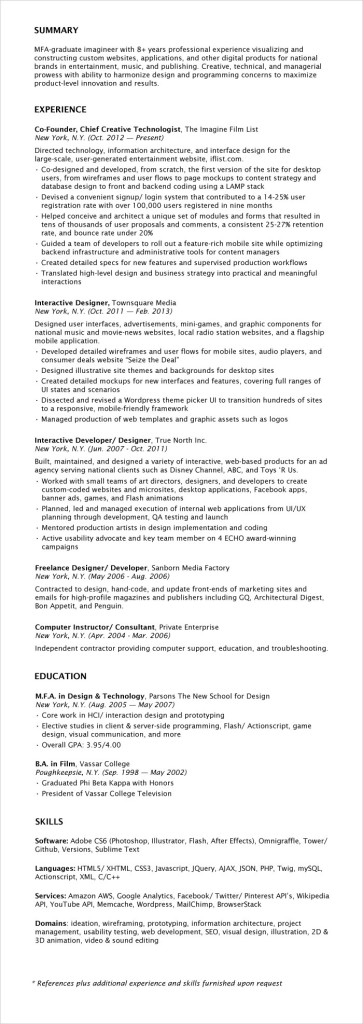 SUMMARY
MFA-graduate imagineer with 8+ years professional experience visualizing and
constructing custom websites, applications, and other digital products for national
brands in entertainment, music, and publishing. Creative, technical, and managerial
prowess with ability to harmonize design and programming concerns to maximize
product-level innovation and results.
EXPERIENCE
Co-Founder, Chief Creative Technologist, The Imagine Film List
New York, N.Y. (Oct. 2012 — Present)
Directed technology, information architecture, and interface design for the
large-scale, user-generated entertainment website, iflist.com.
· Co-designed and developed, from scratch, the first version of the site for desktop
users, from wireframes and user flows to page mockups to content strategy and
database design to front and backend coding using a LAMP stack
· Devised a convenient signup/ login system that contributed to a 14-25% user
registration rate with over 100,000 users registered in nine months
· Helped conceive and architect a unique set of modules and forms that resulted in
tens of thousands of user proposals and comments, a consistent 25-27% retention
rate, and bounce rate under 20%
· Guided a team of developers to roll out a feature-rich mobile site while optimizing
backend infrastructure and administrative tools for content managers
· Created detailed specs for new features and supervised production workflows
· Translated high-level design and business strategy into practical and meaningful
interactions
Interactive Designer, Townsquare Media
New York, N.Y. (Oct. 2011 — Feb. 2013)
Designed user interfaces, advertisements, mini-games, and graphic components for
national music and movie-news websites, local radio station websites, and a flagship
mobile application.
· Developed detailed wireframes and user flows for mobile sites, audio players, and
consumer deals website "Seize the Deal"
· Designed illustrative site themes and backgrounds for desktop sites
· Created detailed mockups for new interfaces and features, covering full ranges of
UI states and scenarios
· Dissected and revised a Wordpress theme picker UI to transition hundreds of sites
to a responsive, mobile-friendly framework
· Managed production of web templates and graphic assets such as logos
Interactive Developer/ Designer, True North Inc.
New York, N.Y. (Jun. 2007 - Oct. 2011)
Built, maintained, and designed a variety of interactive, web-based products for an ad
agency serving national clients such as Disney Channel, ABC, and Toys 'R Us.
· Worked with small teams of art directors, designers, and developers to create
custom-coded websites and microsites, desktop applications, Facebook apps,
banner ads, games, and Flash animations
· Planned, led and managed execution of internal web applications from UI/UX
planning through development, QA testing and launch
· Mentored production artists in design implementation and coding
· Active usability advocate and key team member on 4 ECHO award-winning
campaigns
Freelance Designer/ Developer, Sanborn Media Factory
New York, N.Y. (May 2006 - Aug. 2006)
Contracted to design, hand-code, and update front-ends of marketing sites and
emails for high-profile magazines and publishers including GQ, Architectural Digest,
Bon Appetit, and Penguin.
Computer Instructor/ Consultant, Private Enterprise
New York, N.Y. (Apr. 2004 - Mar. 2006)
Independent contractor providing computer support, education, and troubleshooting.
EDUCATION
M.F.A. in Design & Technology, Parsons The New School for Design
New York, N.Y. (Aug. 2005 — May 2007)
· Core work in HCI/ interaction design and prototyping
· Elective studies in client & server-side programming, Flash/ Actionscript, game
design, visual communication, and more
· Overall GPA: 3.95/4.00
B.A. in Film, Vassar College
Poughkeepsie, N.Y. (Sep. 1998 — May 2002)
· Graduated Phi Beta Kappa with Honors
· President of Vassar College Television
SKILLS
Software: Adobe CS6 (Photoshop, Illustrator, Flash, After Effects), Omnigraffle, Tower/
Github, Versions, Sublime Text
Languages: HTML5/ XHTML, CSS3, Javascript, JQuery, AJAX, JSON, PHP, Twig, mySQL,
Actionscript, XML, C/C++
Services: Amazon AWS, Google Analytics, Facebook/ Twitter/ Pinterest API's, Wikipedia
API, YouTube API, Memcache, Wordpress, MailChimp, BrowserStack
Domains: ideation, wireframing, prototyping, information architecture, project
management, usability testing, web development, SEO, visual design, illustration, 2D &
3D animation, video & sound editing
* References plus additional experience and skills furnished upon request